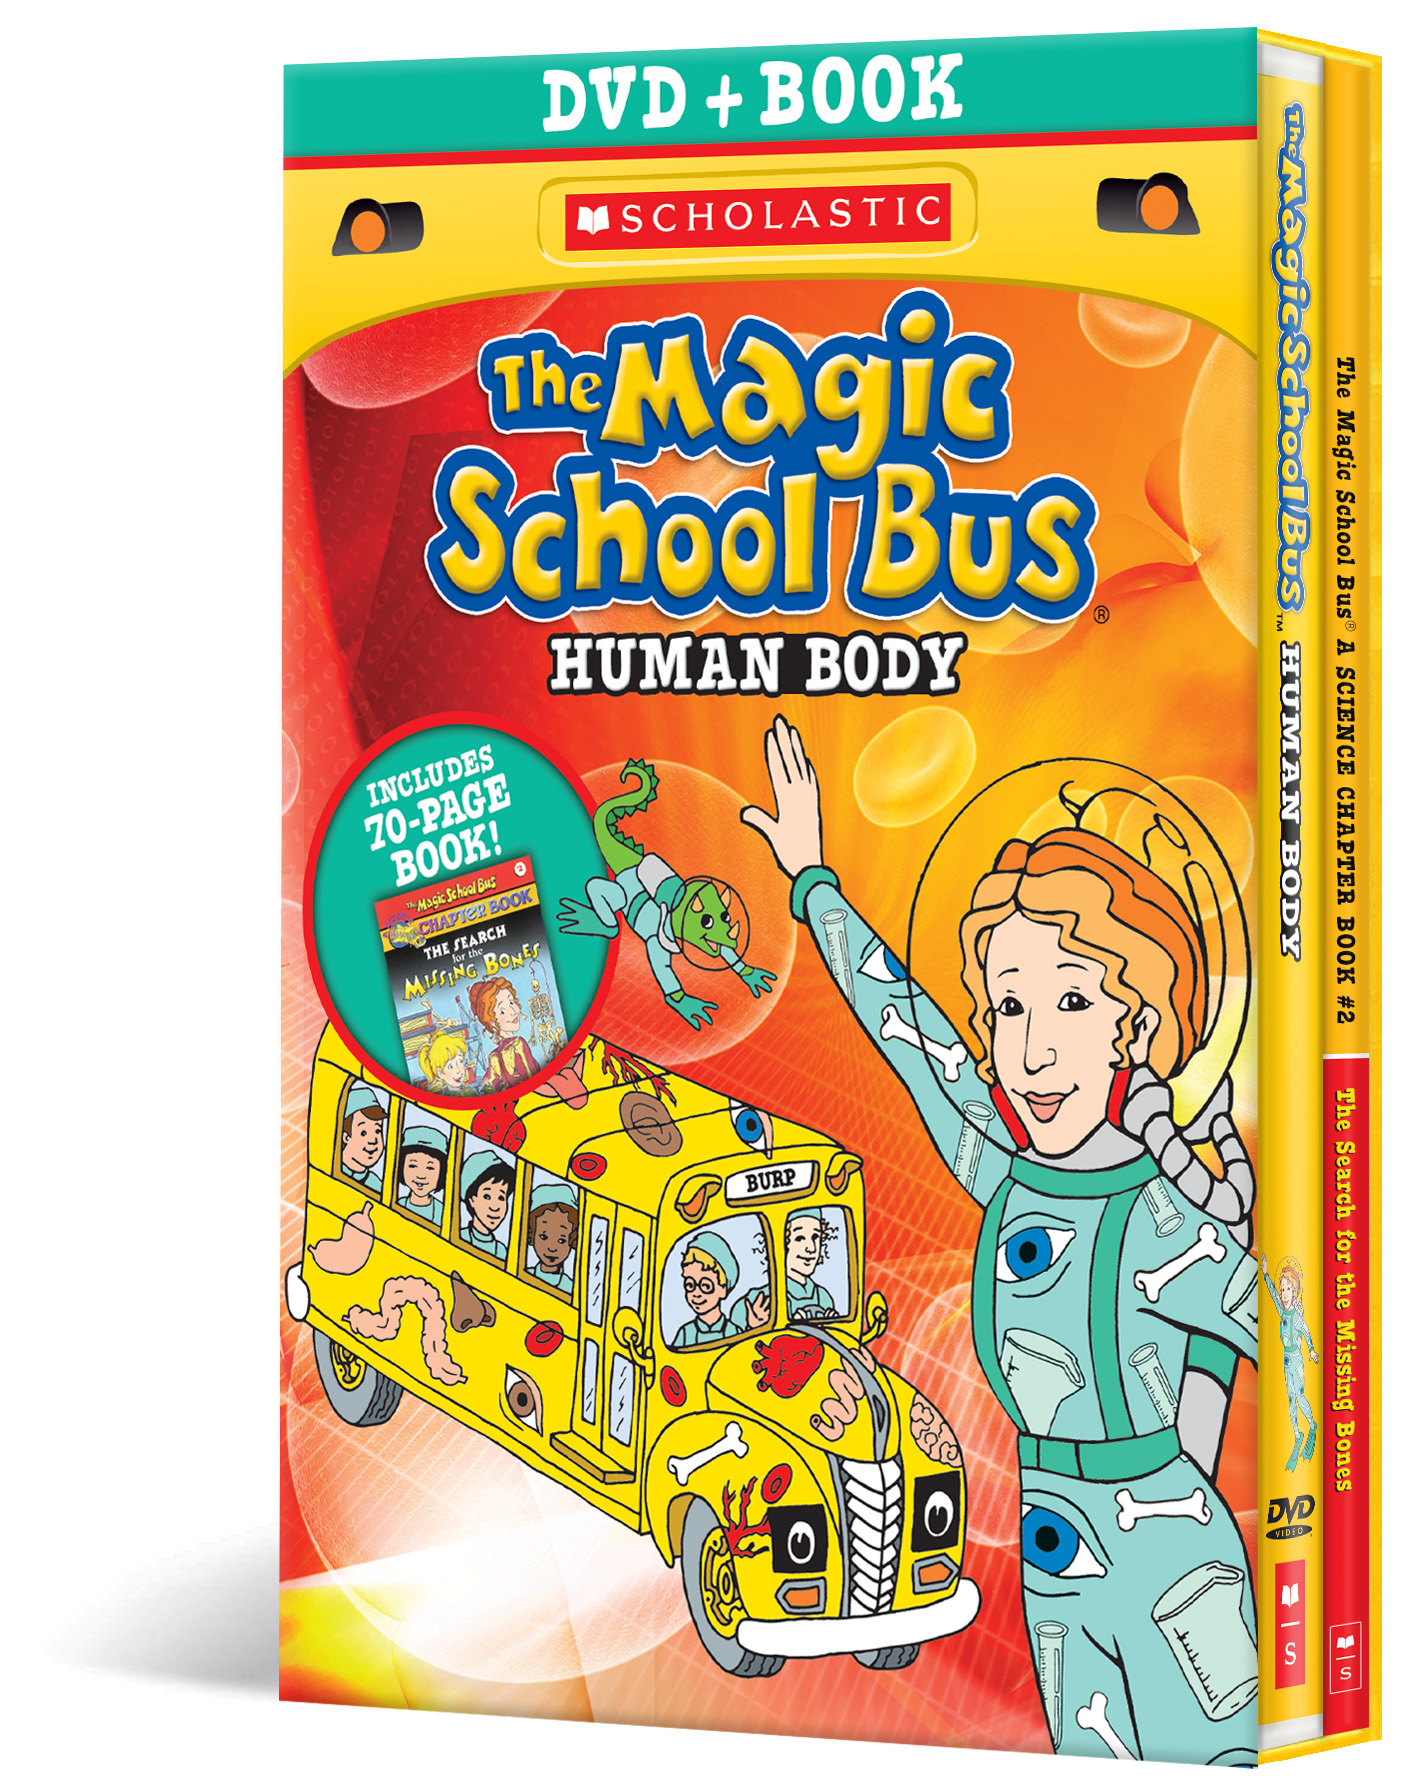 DVD + BOOK
SCHOLASTIC
The Magic
School Bus®
HUMAN BODY
INCLUDES
70-PAGE
BOOK!
The Magic School Bus
2
CHAPTER BOOK
THE SEARCH
for the
MISSING BONES
BURP
The Magic School Bus™ HUMAN BODY
DVD
VIDEO
S
The Magic School Bus® A SCIENCE CHAPTER BOOK #2
The Search for the Missing Bones
S